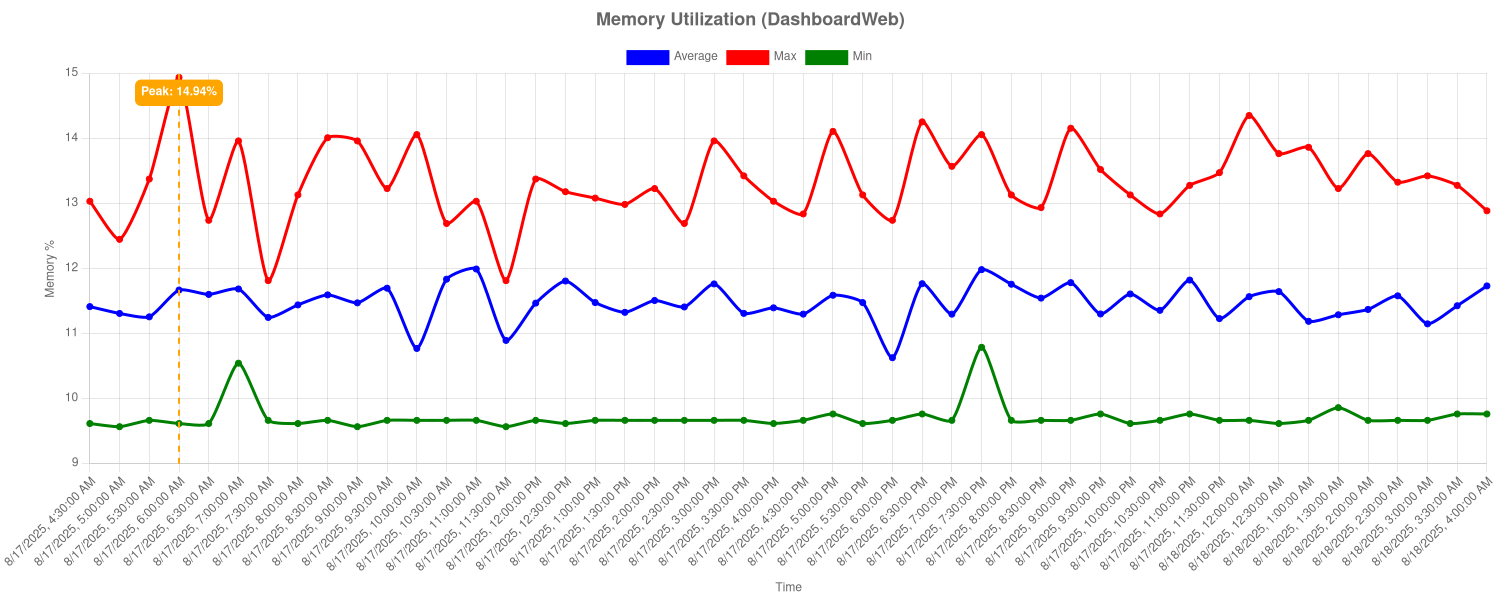 Memory Utilization (DashboardWeb)
Average Max Min
15
Peak: 14.94%
14
13
12
11
10
9
Memory %
8/17/2025, 4:30:00 AM
8/17/2025, 5:00:00 AM
8/17/2025, 5:30:00 AM
8/17/2025, 6:00:00 AM
8/17/2025, 6:30:00 AM
8/17/2025, 7:00:00 AM
8/17/2025, 7:30:00 AM
8/17/2025, 8:00:00 AM
8/17/2025, 8:30:00 AM
8/17/2025, 9:00:00 AM
8/17/2025, 9:30:00 AM
8/17/2025, 10:00:00 AM
8/17/2025, 10:30:00 AM
8/17/2025, 11:00:00 AM
8/17/2025, 11:30:00 AM
8/17/2025, 12:00:00 PM
8/17/2025, 12:30:00 PM
8/17/2025, 1:00:00 PM
8/17/2025, 1:30:00 PM
8/17/2025, 2:00:00 PM
8/17/2025, 2:30:00 PM
8/17/2025, 3:00:00 PM
8/17/2025, 3:30:00 PM
8/17/2025, 4:00:00 PM
8/17/2025, 4:30:00 PM
8/17/2025, 5:00:00 PM
8/17/2025, 5:30:00 PM
8/17/2025, 6:00:00 PM
8/17/2025, 6:30:00 PM
8/17/2025, 7:00:00 PM
8/17/2025, 7:30:00 PM
8/17/2025, 8:00:00 PM
8/17/2025, 8:30:00 PM
8/17/2025, 9:00:00 PM
8/17/2025, 9:30:00 PM
8/17/2025, 10:00:00 PM
8/17/2025, 10:30:00 PM
8/17/2025, 11:00:00 PM
8/17/2025, 11:30:00 PM
8/18/2025, 12:00:00 AM
8/18/2025, 12:30:00 AM
8/18/2025, 1:00:00 AM
8/18/2025, 1:30:00 AM
8/18/2025, 2:00:00 AM
8/18/2025, 2:30:00 AM
8/18/2025, 3:00:00 AM
8/18/2025, 3:30:00 AM
8/18/2025, 4:00:00 AM
Time